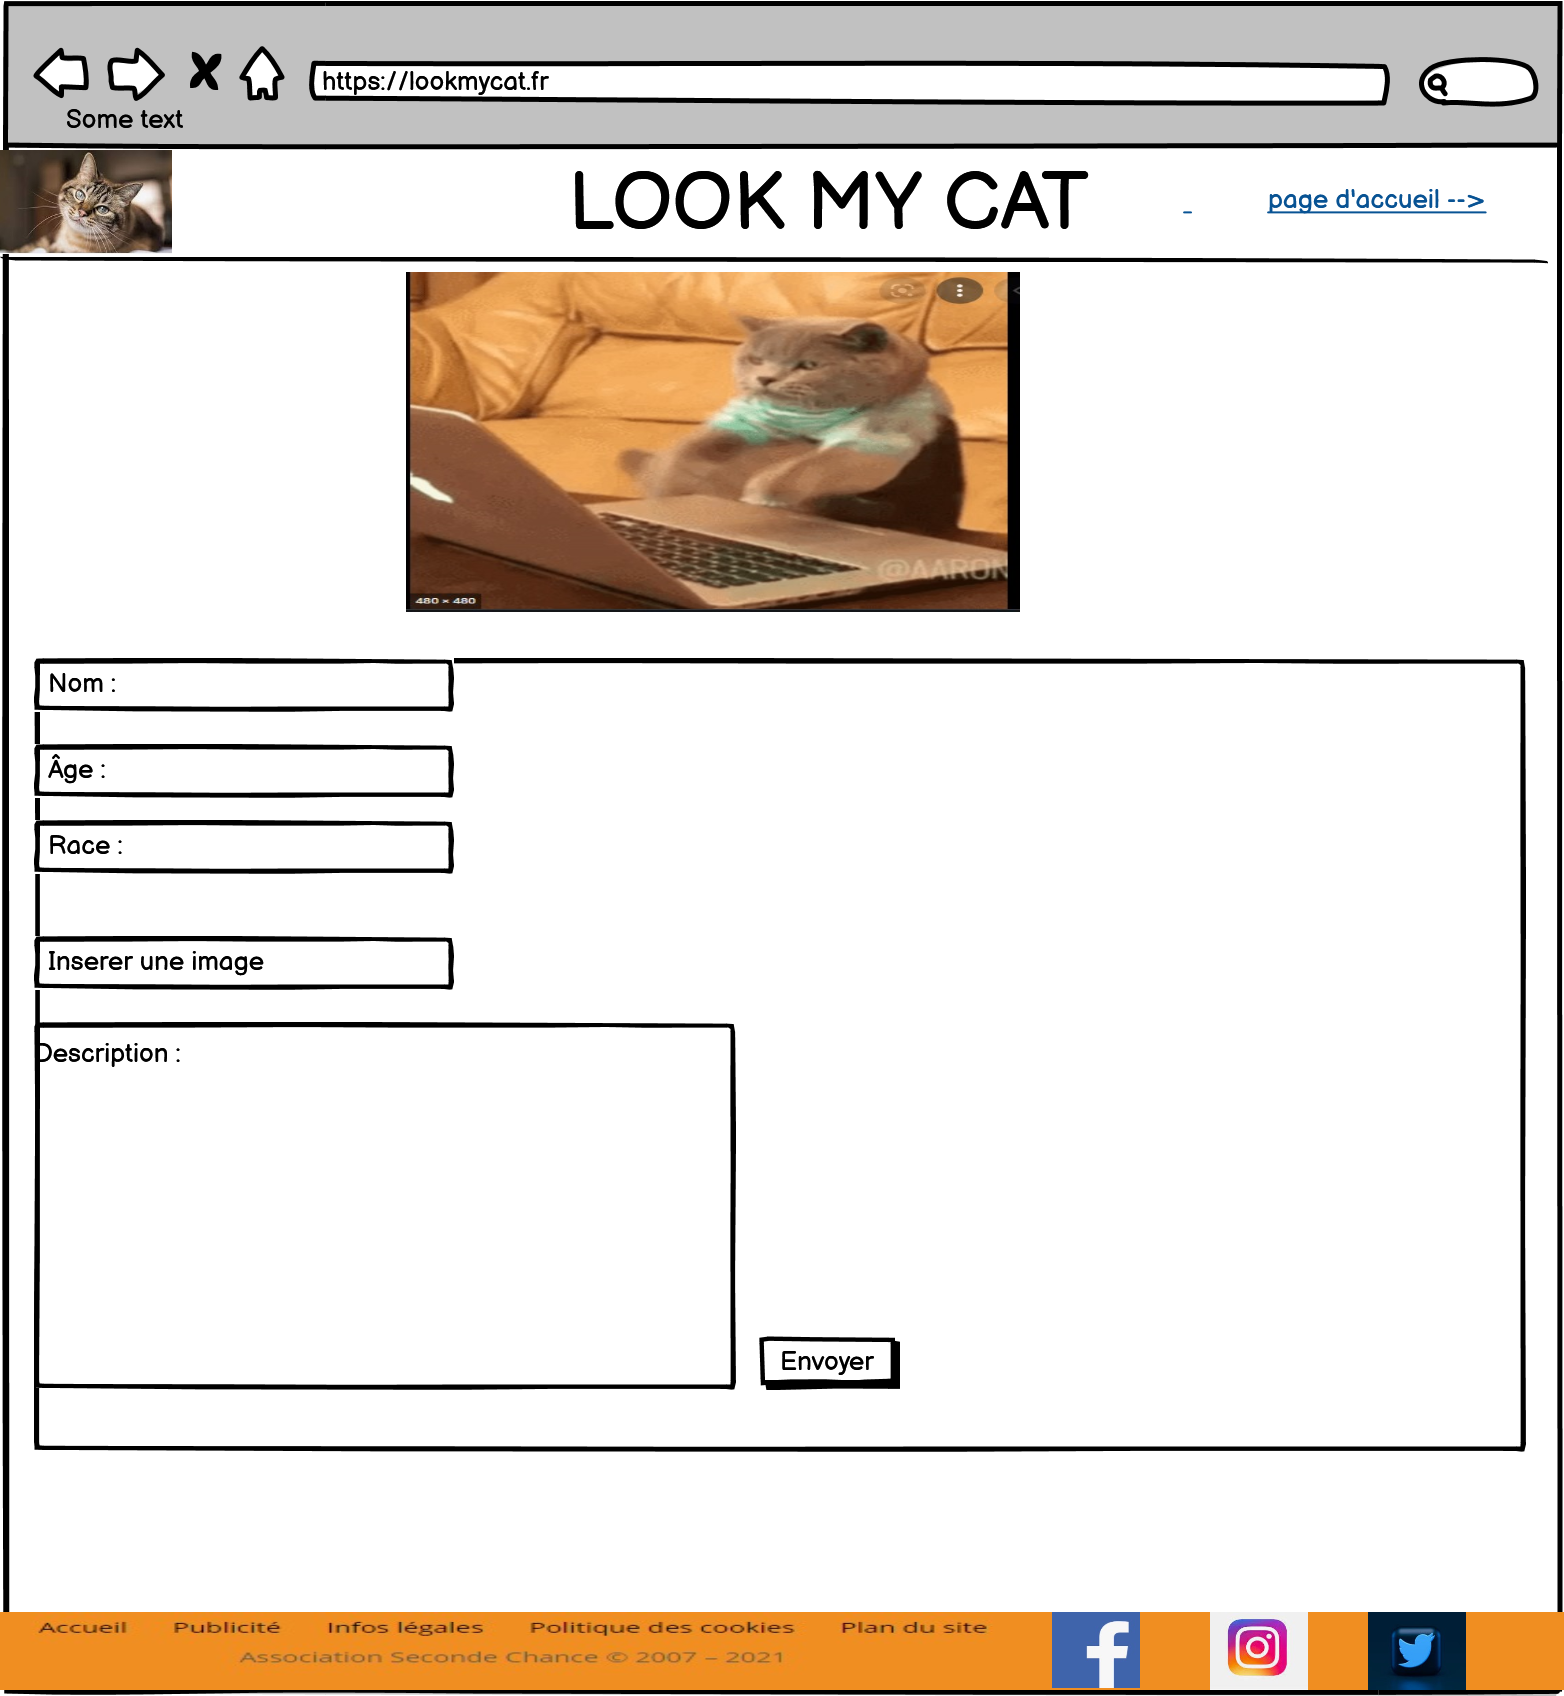 https://lookmycat.fr
Some text
LOOK MY CAT
page d'accueil -->
@AARON
480 × 480
Nom :
Âge :
Race :
Inserer une image
Description :
Envoyer
Accueil Publicité Infos légales Politique des cookies Plan du site
Association Seconde Chance © 2007 – 2021